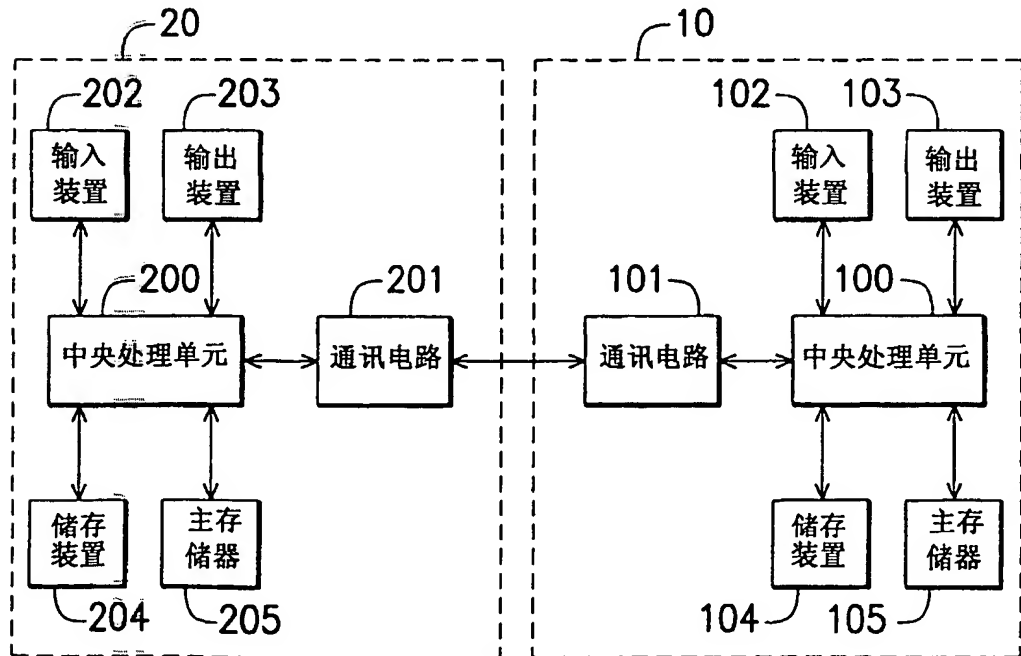 20
10
202
203
102
103
输入
装置
输出
装置
输入
装置
输出
装置
200
201
101
100
中央处理单元
通讯电路
通讯电路
中央处理单元
储存
装置
主存
储器
储存
装置
主存
储器
204
205
104
105